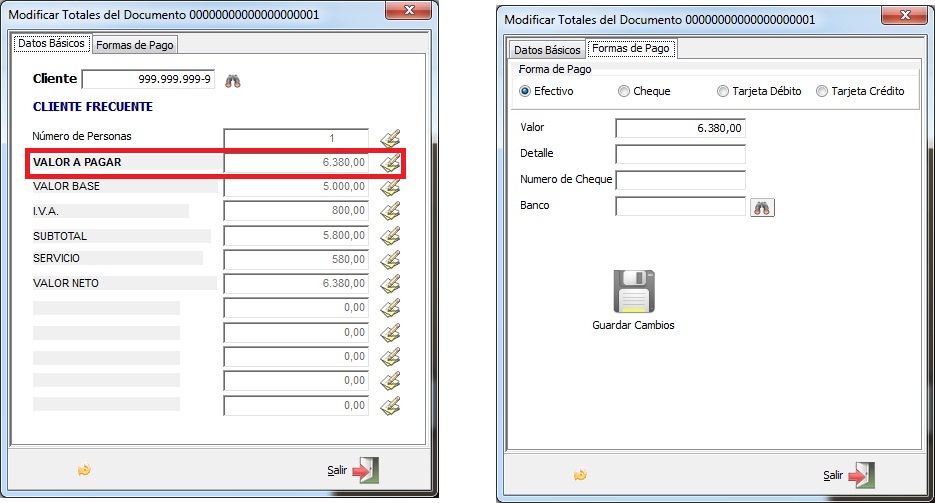 Modificar Totales del Documento 00000000000000000001
Datos Básicos Formas de Pago
Cliente 999.999.999-9
CLIENTE FRECUENTE
Número de Personas 1
VALOR A PAGAR 6.380,00
VALOR BASE 5.000,00
I.V.A. 800,00
SUBTOTAL 5.800,00
SERVICIO 580,00
VALOR NETO 6.380,00
0,00
0,00
0,00
0,00
0,00
Salir
Modificar Totales del Documento 00000000000000000001
Datos Básicos Formas de Pago
Forma de Pago
Efectivo Cheque Tarjeta Débito Tarjeta Crédito
Valor 6.380,00
Detalle
Numero de Cheque
Banco
Guardar Cambios
Salir